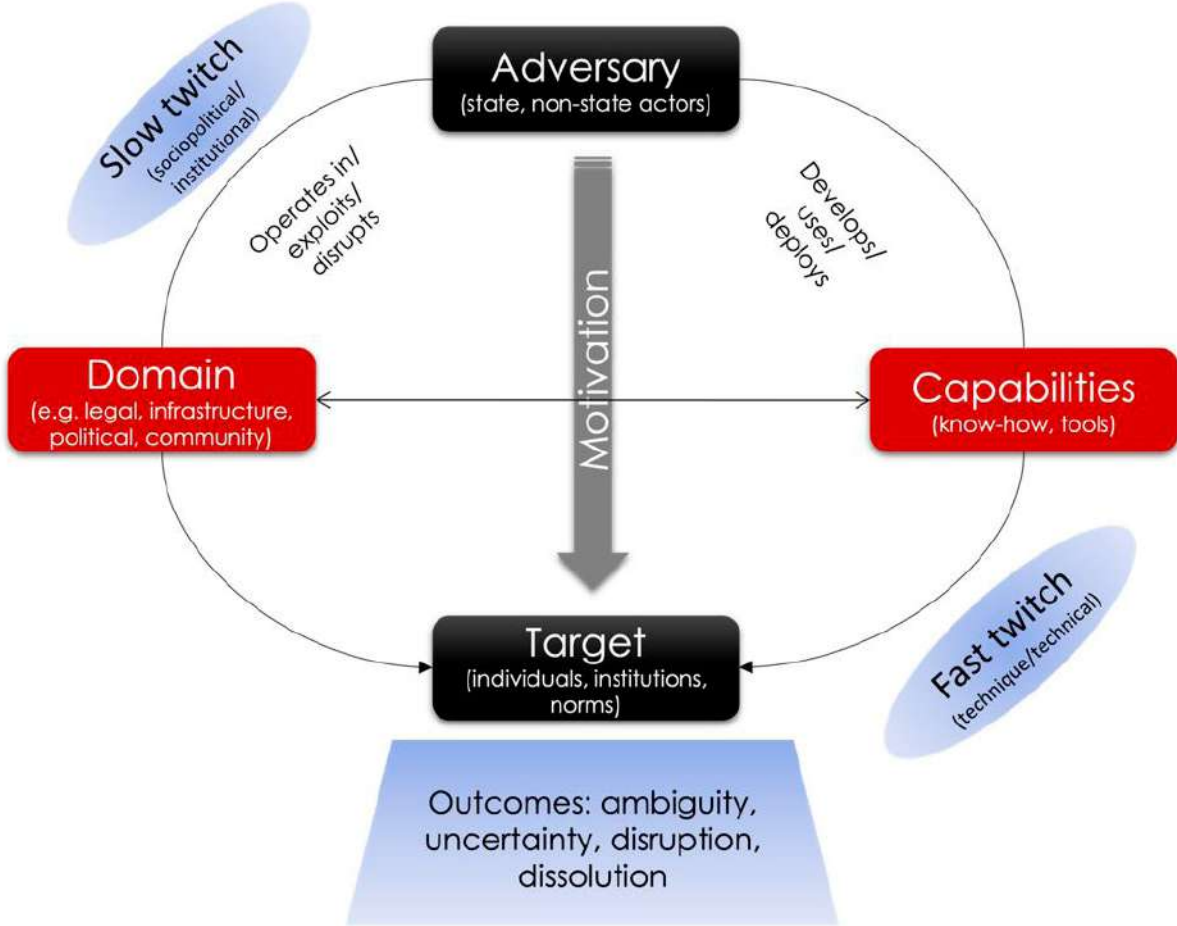 Adversary
(state, non-state actors)
Slow twitch
(sociopolitical/
institutional)
Operates in/
exploits/
disrupts
Develops/
uses/
deploys
Motivation
Domain
(e.g. legal, infrastructure,
political, community)
Capabilities
(know-how, tools)
Target
(individuals, institutions,
norms)
Fast twitch
(technique/technical)
Outcomes: ambiguity,
uncertainty, disruption,
dissolution